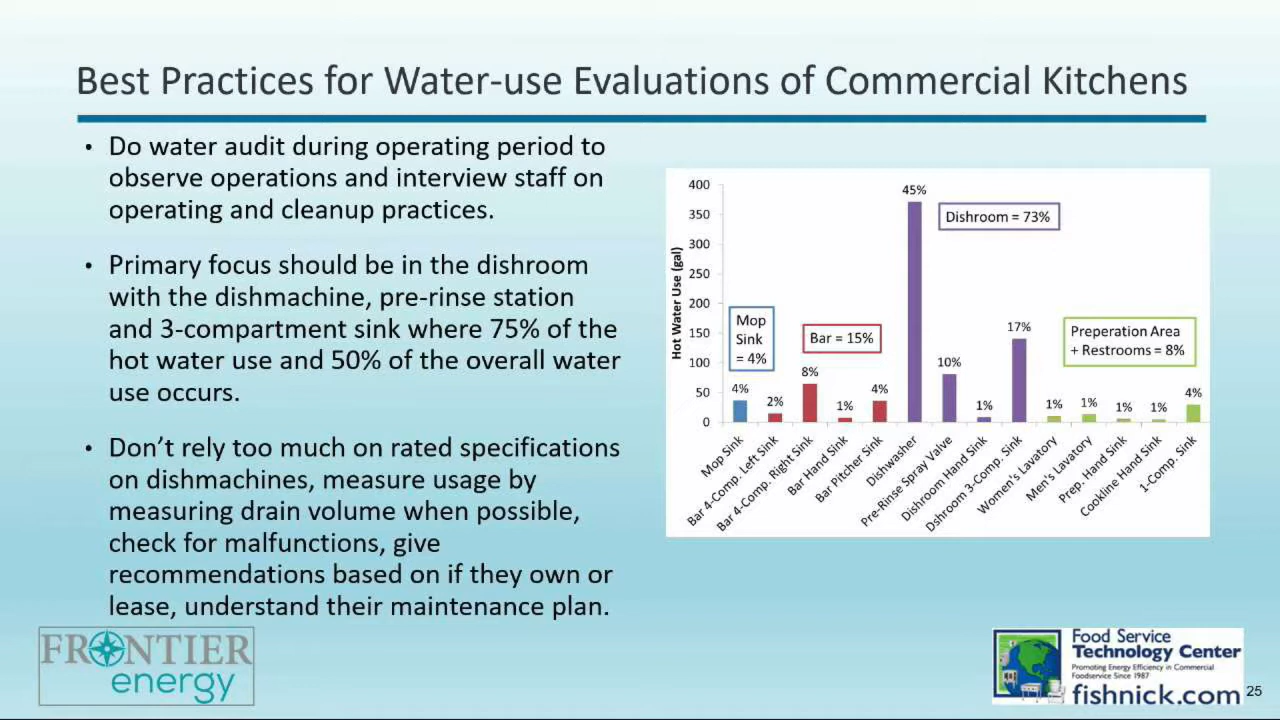 Best Practices for Water-use Evaluations of Commercial Kitchens
• Do water audit during operating period to
observe operations and interview staff on
operating and cleanup practices.
• Primary focus should be in the dishroom
with the dishmachine, pre-rinse station
and 3-compartment sink where 75% of the
hot water use and 50% of the overall water
use occurs.
• Don't rely too much on rated specifications
on dishmachines, measure usage by
measuring drain volume when possible,
check for malfunctions, give
recommendations based on if they own or
lease, understand their maintenance plan.
Hot Water Use (gal)
400
350
300
250
200
150
100
50
0
Mop
Sink
= 4%
Bar = 15%
Dishroom = 73%
Preperation Area
+ Restrooms = 8%
4%
2%
8%
1%
4%
45%
10%
1%
17%
1%
1%
1%
1%
4%
Mop Sink
Bar 4-Comp. Left Sink
Bar 4-Comp. Right Sink
Bar Hand Sink
Bar Pitcher Sink
Dishwasher
Pre-Rinse Spray Valve
Dishroom Hand Sink
Dshroom 3-Comp. Sink
Women's Lavatory
Men's Lavatory
Prep. Hand Sink
Cookline Hand Sink
1-Comp. Sink
FRONTIER
energy
Food Service
Technology Center
Promoting Energy Efficiency in Commercial
Foodservice Since 1987
fishnick.com
25